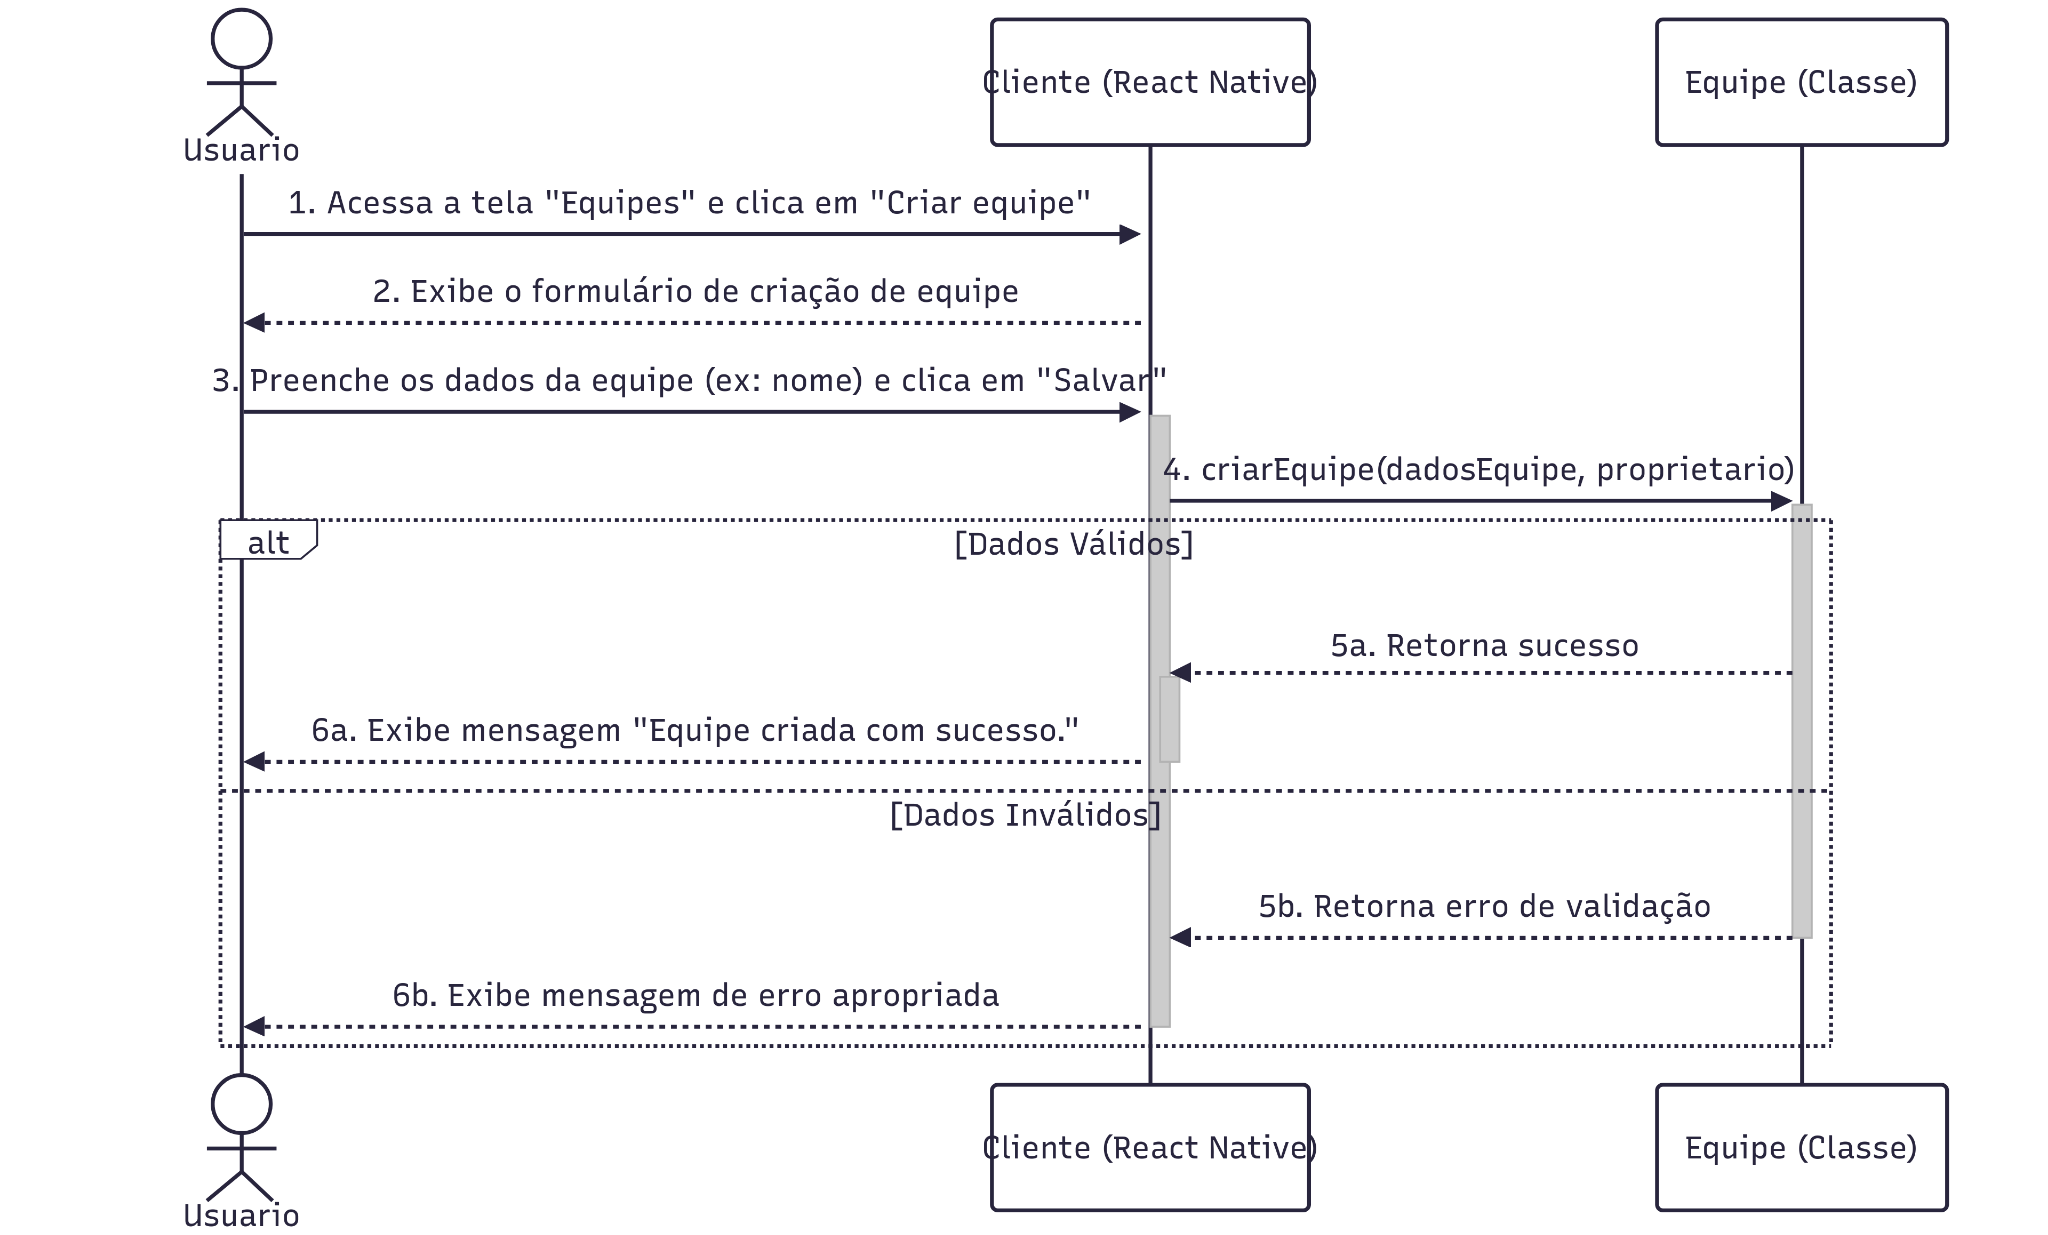 Usuario
Cliente (React Native)
Equipe (Classe)
1. Acessa a tela "Equipes" e clica em "Criar equipe"
2. Exibe o formulário de criação de equipe
3. Preenche os dados da equipe (ex: nome) e clica em "Salvar"
4. criarEquipe(dadosEquipe, proprietario)
alt
[Dados Válidos]
5a. Retorna sucesso
6a. Exibe mensagem "Equipe criada com sucesso."
[Dados Inválidos]
5b. Retorna erro de validação
6b. Exibe mensagem de erro apropriada
Cliente (React Native)
Equipe (Classe)
Usuario